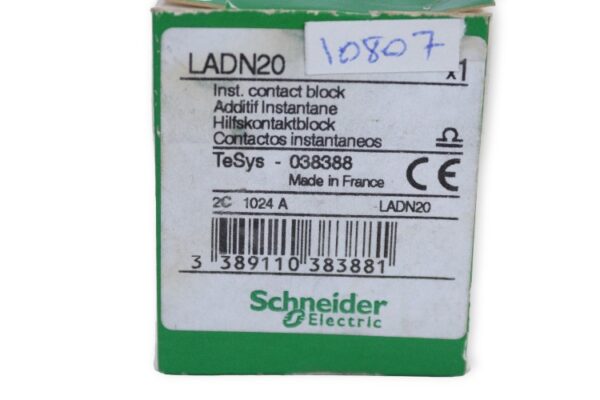 10807
LADN20 x1
Inst. contact block
Additif Instantane
Hilfskontaktblock
Contactos instantaneos
TeSys - 038388
Made in France CE
2C 1024 A LADN20
3 389110 383881
Schneider
Electric